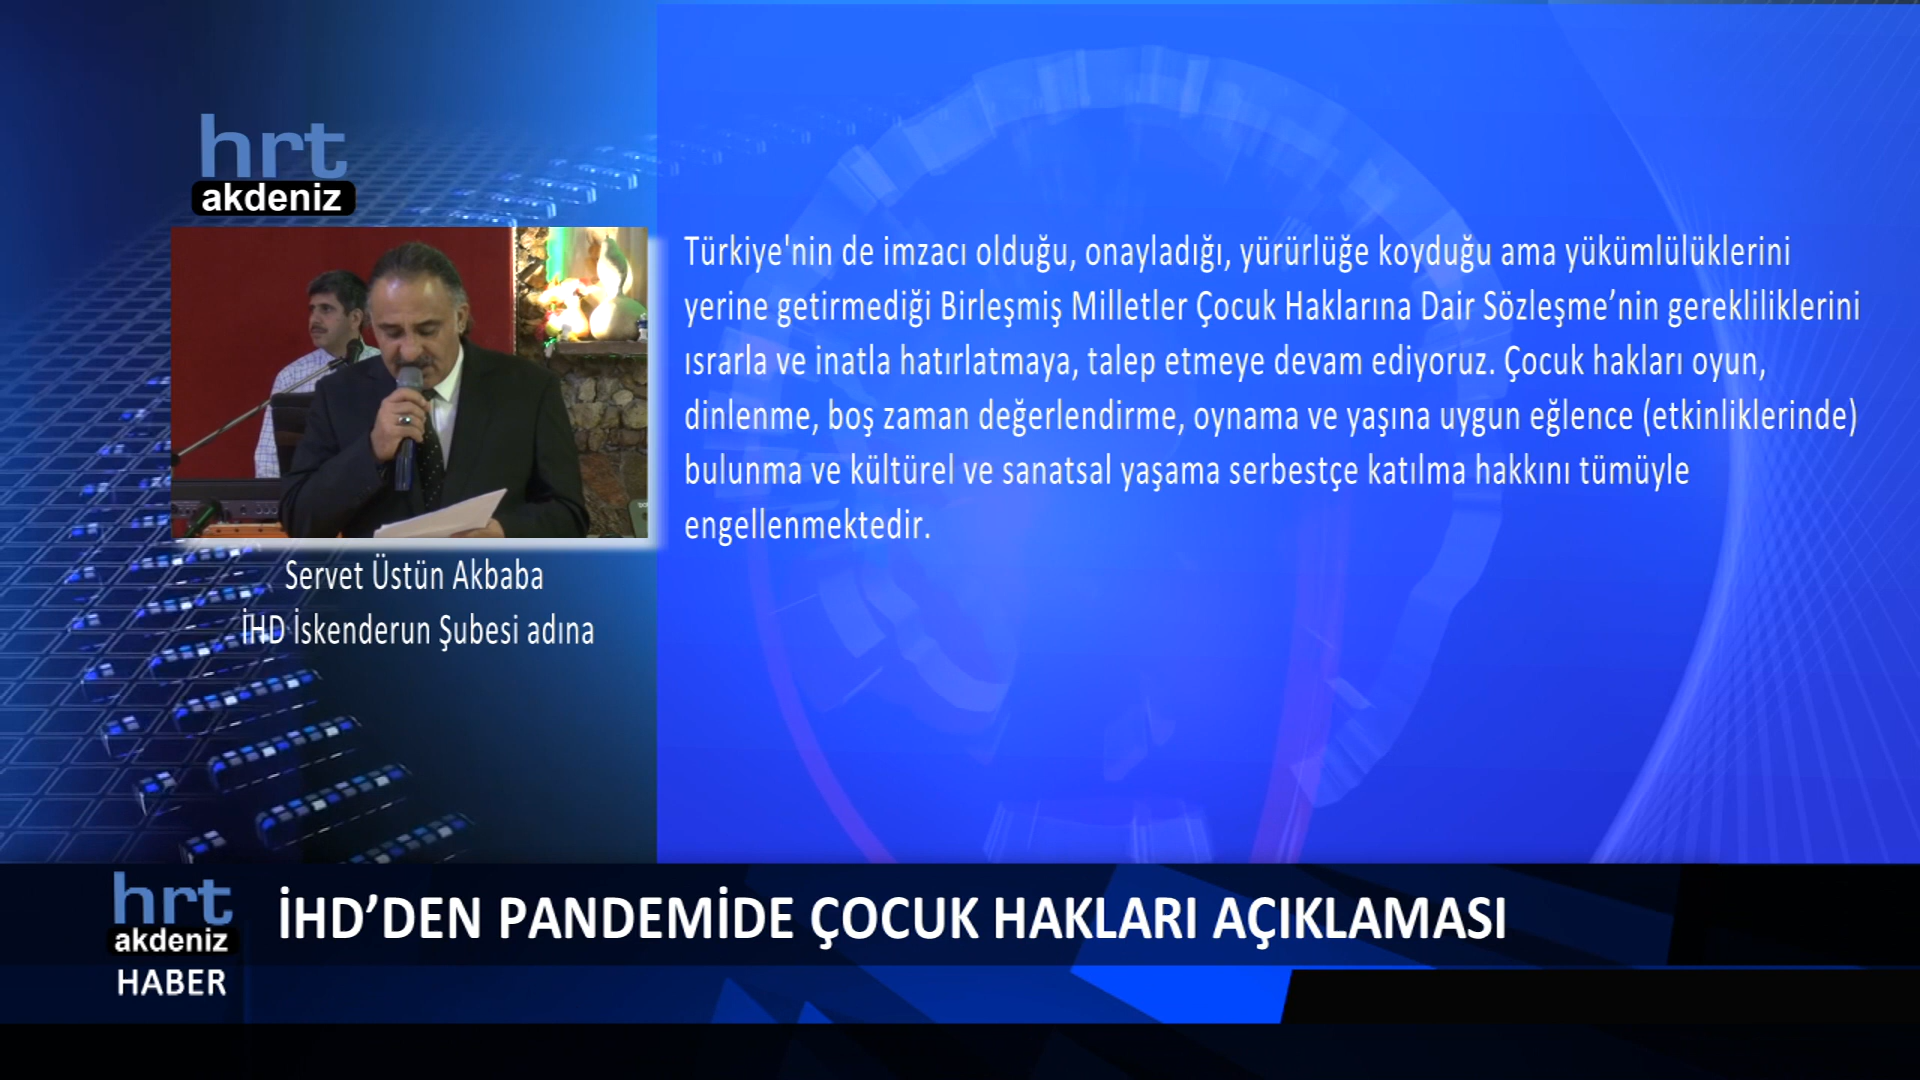 hrt
akdeniz
Türkiye'nin de imzacı olduğu, onayladığı, yürürlüğe koyduğu ama yükümlülüklerini
yerine getirmediği Birleşmiş Milletler Çocuk Haklarına Dair Sözleşme’nin gerekliliklerini
ısrarla ve inatla hatırlatmaya, talep etmeye devam ediyoruz. Çocuk hakları oyun,
dinlenme, boş zaman değerlendirme, oynama ve yaşına uygun eğlence (etkinliklerinde)
bulunma ve kültürel ve sanatsal yaşama serbestçe katılma hakkını tümüyle
engellenmektedir.
Servet Üstün Akbaba
İHD İskenderun Şubesi adına
hrt
akdeniz
HABER
İHD’DEN PANDEMİDE ÇOCUK HAKLARI AÇIKLAMASI